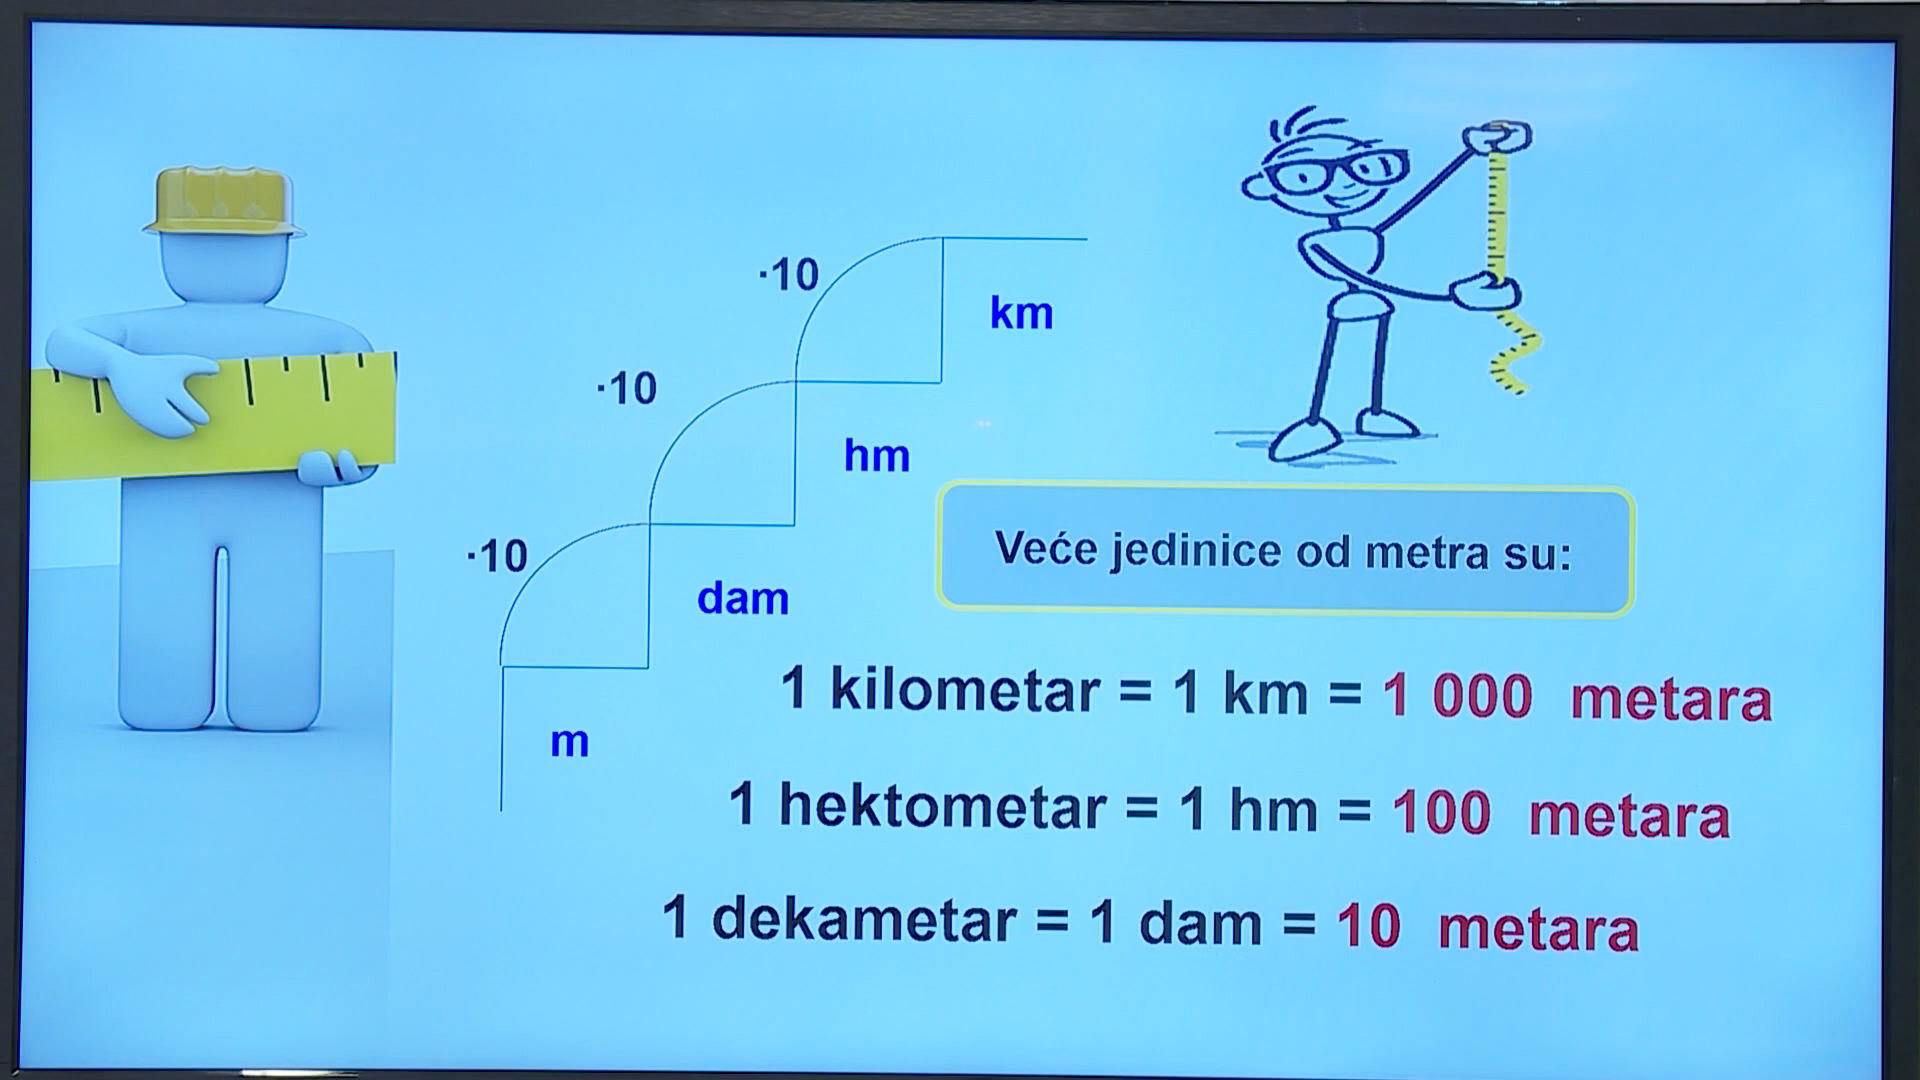 ·10
km
·10
hm
·10
dam
m
Veće jedinice od metra su:
1 kilometar = 1 km = 1 000 metara
1 hektometar = 1 hm = 100 metara
1 dekametar = 1 dam = 10 metara